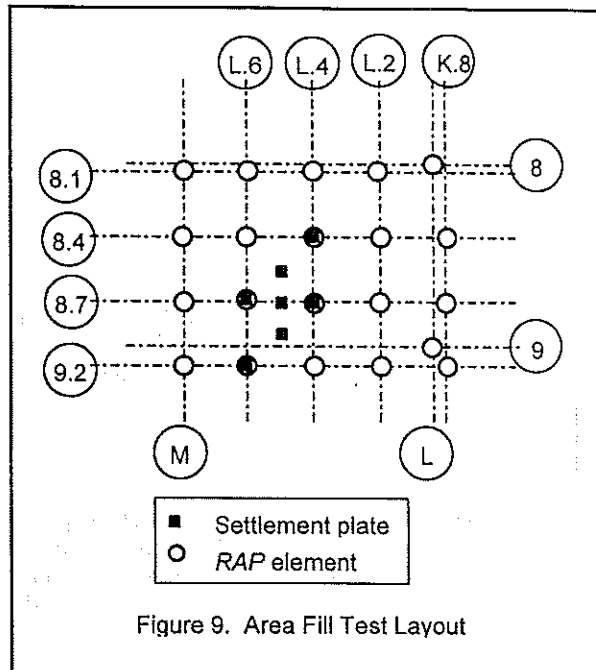 L.6 L.4 L.2 K.8
8
8.1
8.4
8.7
9
9.2
M L
Settlement plate
RAP element
Figure 9. Area Fill Test Layout